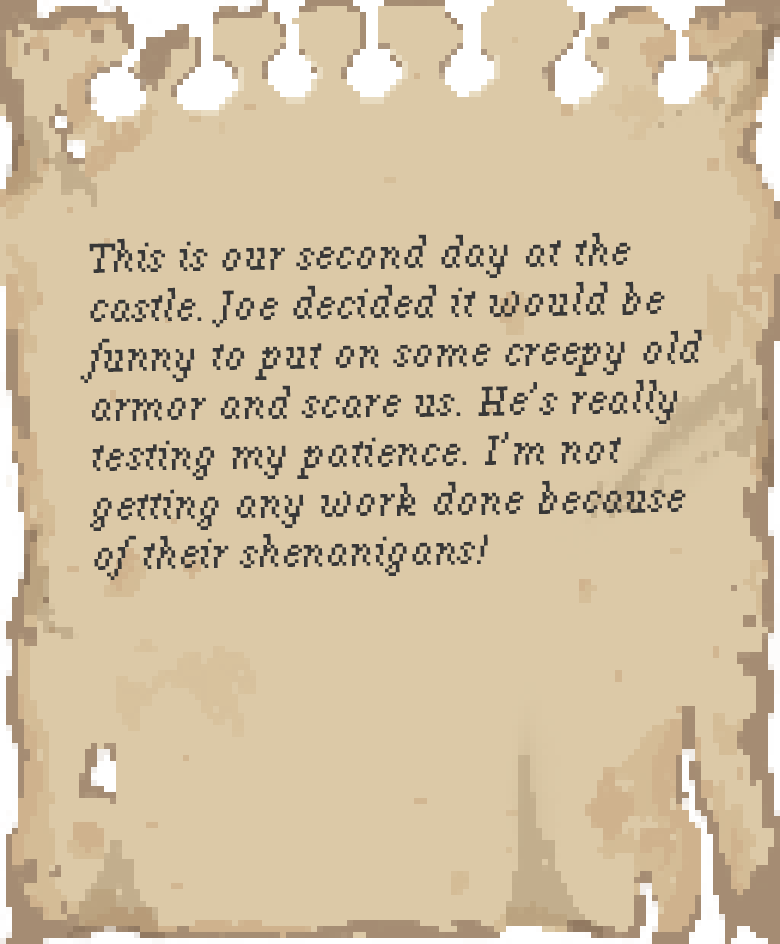 This is our second day at the
castle. Joe decided it would be
funny to put on some creepy old
armor and scare us. He's really
testing my patience. I'm not
getting any work done because
of their shenanigans!